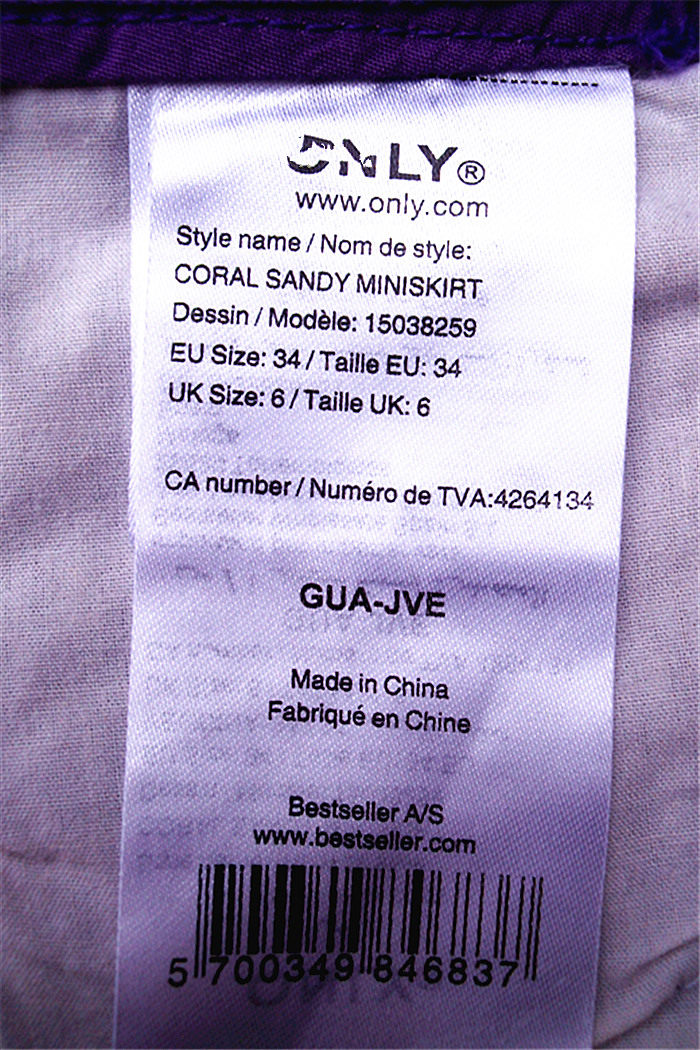 ONLY®
www.only.com
Style name / Nom de style:
CORAL SANDY MINISKIRT
Dessin / Modèle: 15038259
EU Size: 34 / Taille EU: 34
UK Size: 6 / Taille UK: 6
CA number / Numéro de TVA:4264134
GUA-JVE
Made in China
Fabriqué en Chine
Bestseller A/S
www.bestseller.com
5 700349 846837